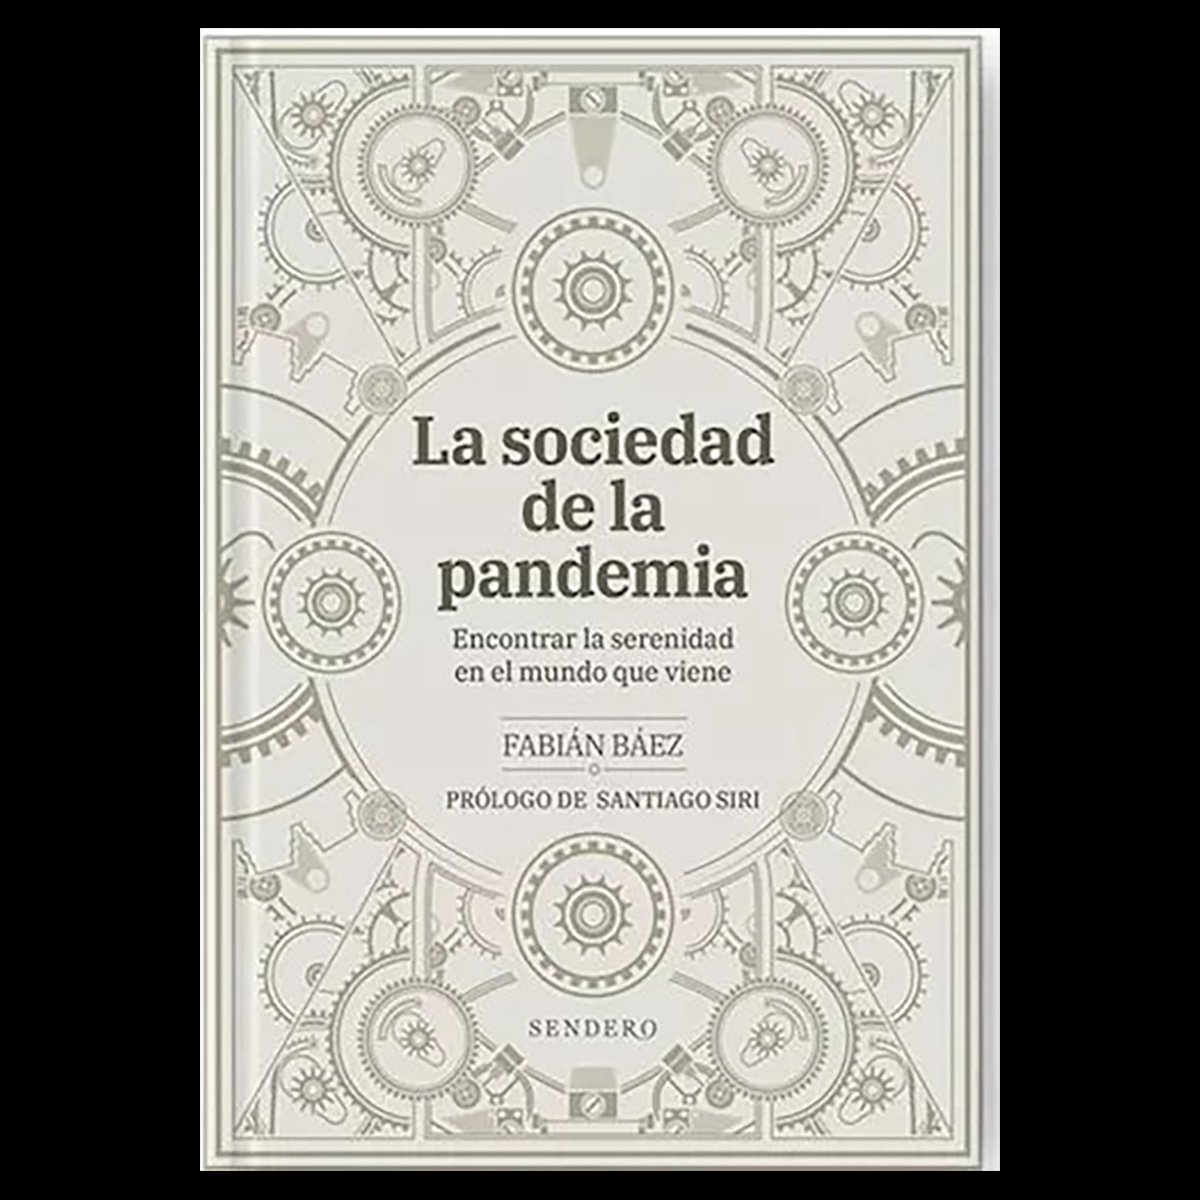 La sociedad
de la
pandemia
Encontrar la serenidad
en el mundo que viene
FABIÁN BÁEZ
PRÓLOGO DE SANTIAGO SIRI
SENDERO